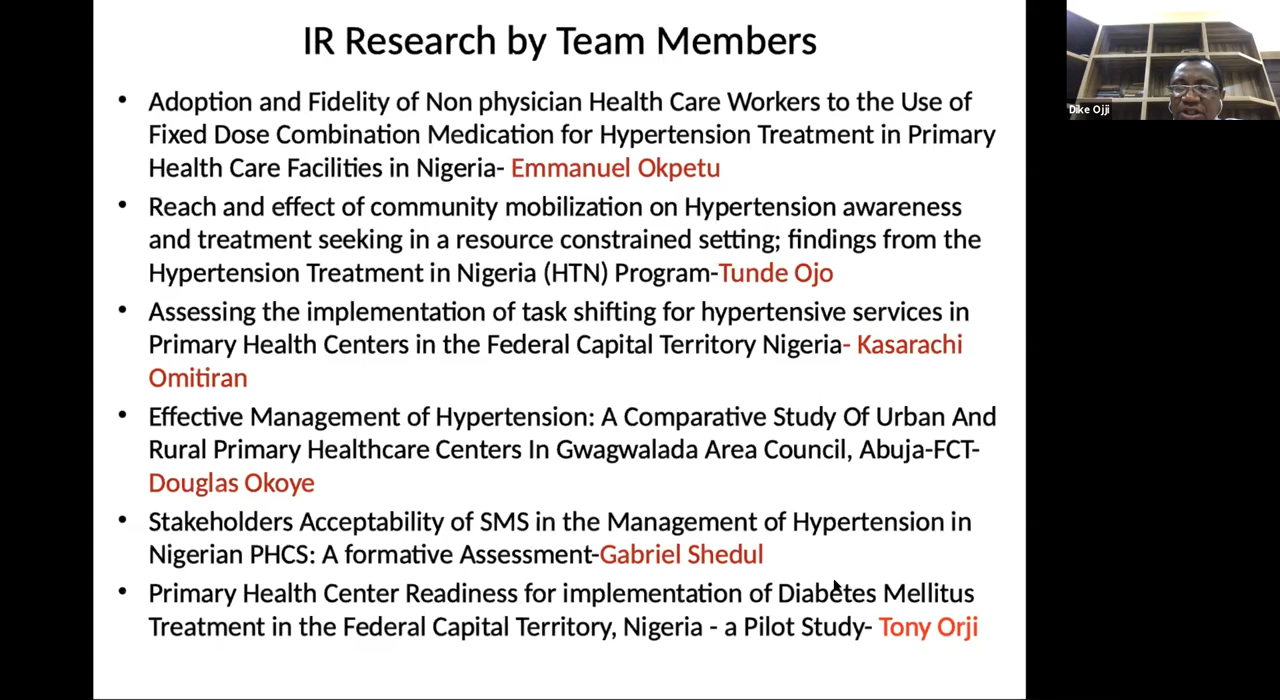 IR Research by Team Members
• Adoption and Fidelity of Non physician Health Care Workers to the Use of
Fixed Dose Combination Medication for Hypertension Treatment in Primary
Health Care Facilities in Nigeria- Emmanuel Okpetu
• Reach and effect of community mobilization on Hypertension awareness
and treatment seeking in a resource constrained setting; findings from the
Hypertension Treatment in Nigeria (HTN) Program-Tunde Ojo
• Assessing the implementation of task shifting for hypertensive services in
Primary Health Centers in the Federal Capital Territory Nigeria- Kasarachi
Omitiran
• Effective Management of Hypertension: A Comparative Study Of Urban And
Rural Primary Healthcare Centers In Gwagwalada Area Council, Abuja-FCT-
Douglas Okoye
• Stakeholders Acceptability of SMS in the Management of Hypertension in
Nigerian PHCS: A formative Assessment-Gabriel Shedul
• Primary Health Center Readiness for implementation of Diabetes Mellitus
Treatment in the Federal Capital Territory, Nigeria - a Pilot Study- Tony Orji
Dike Ojji